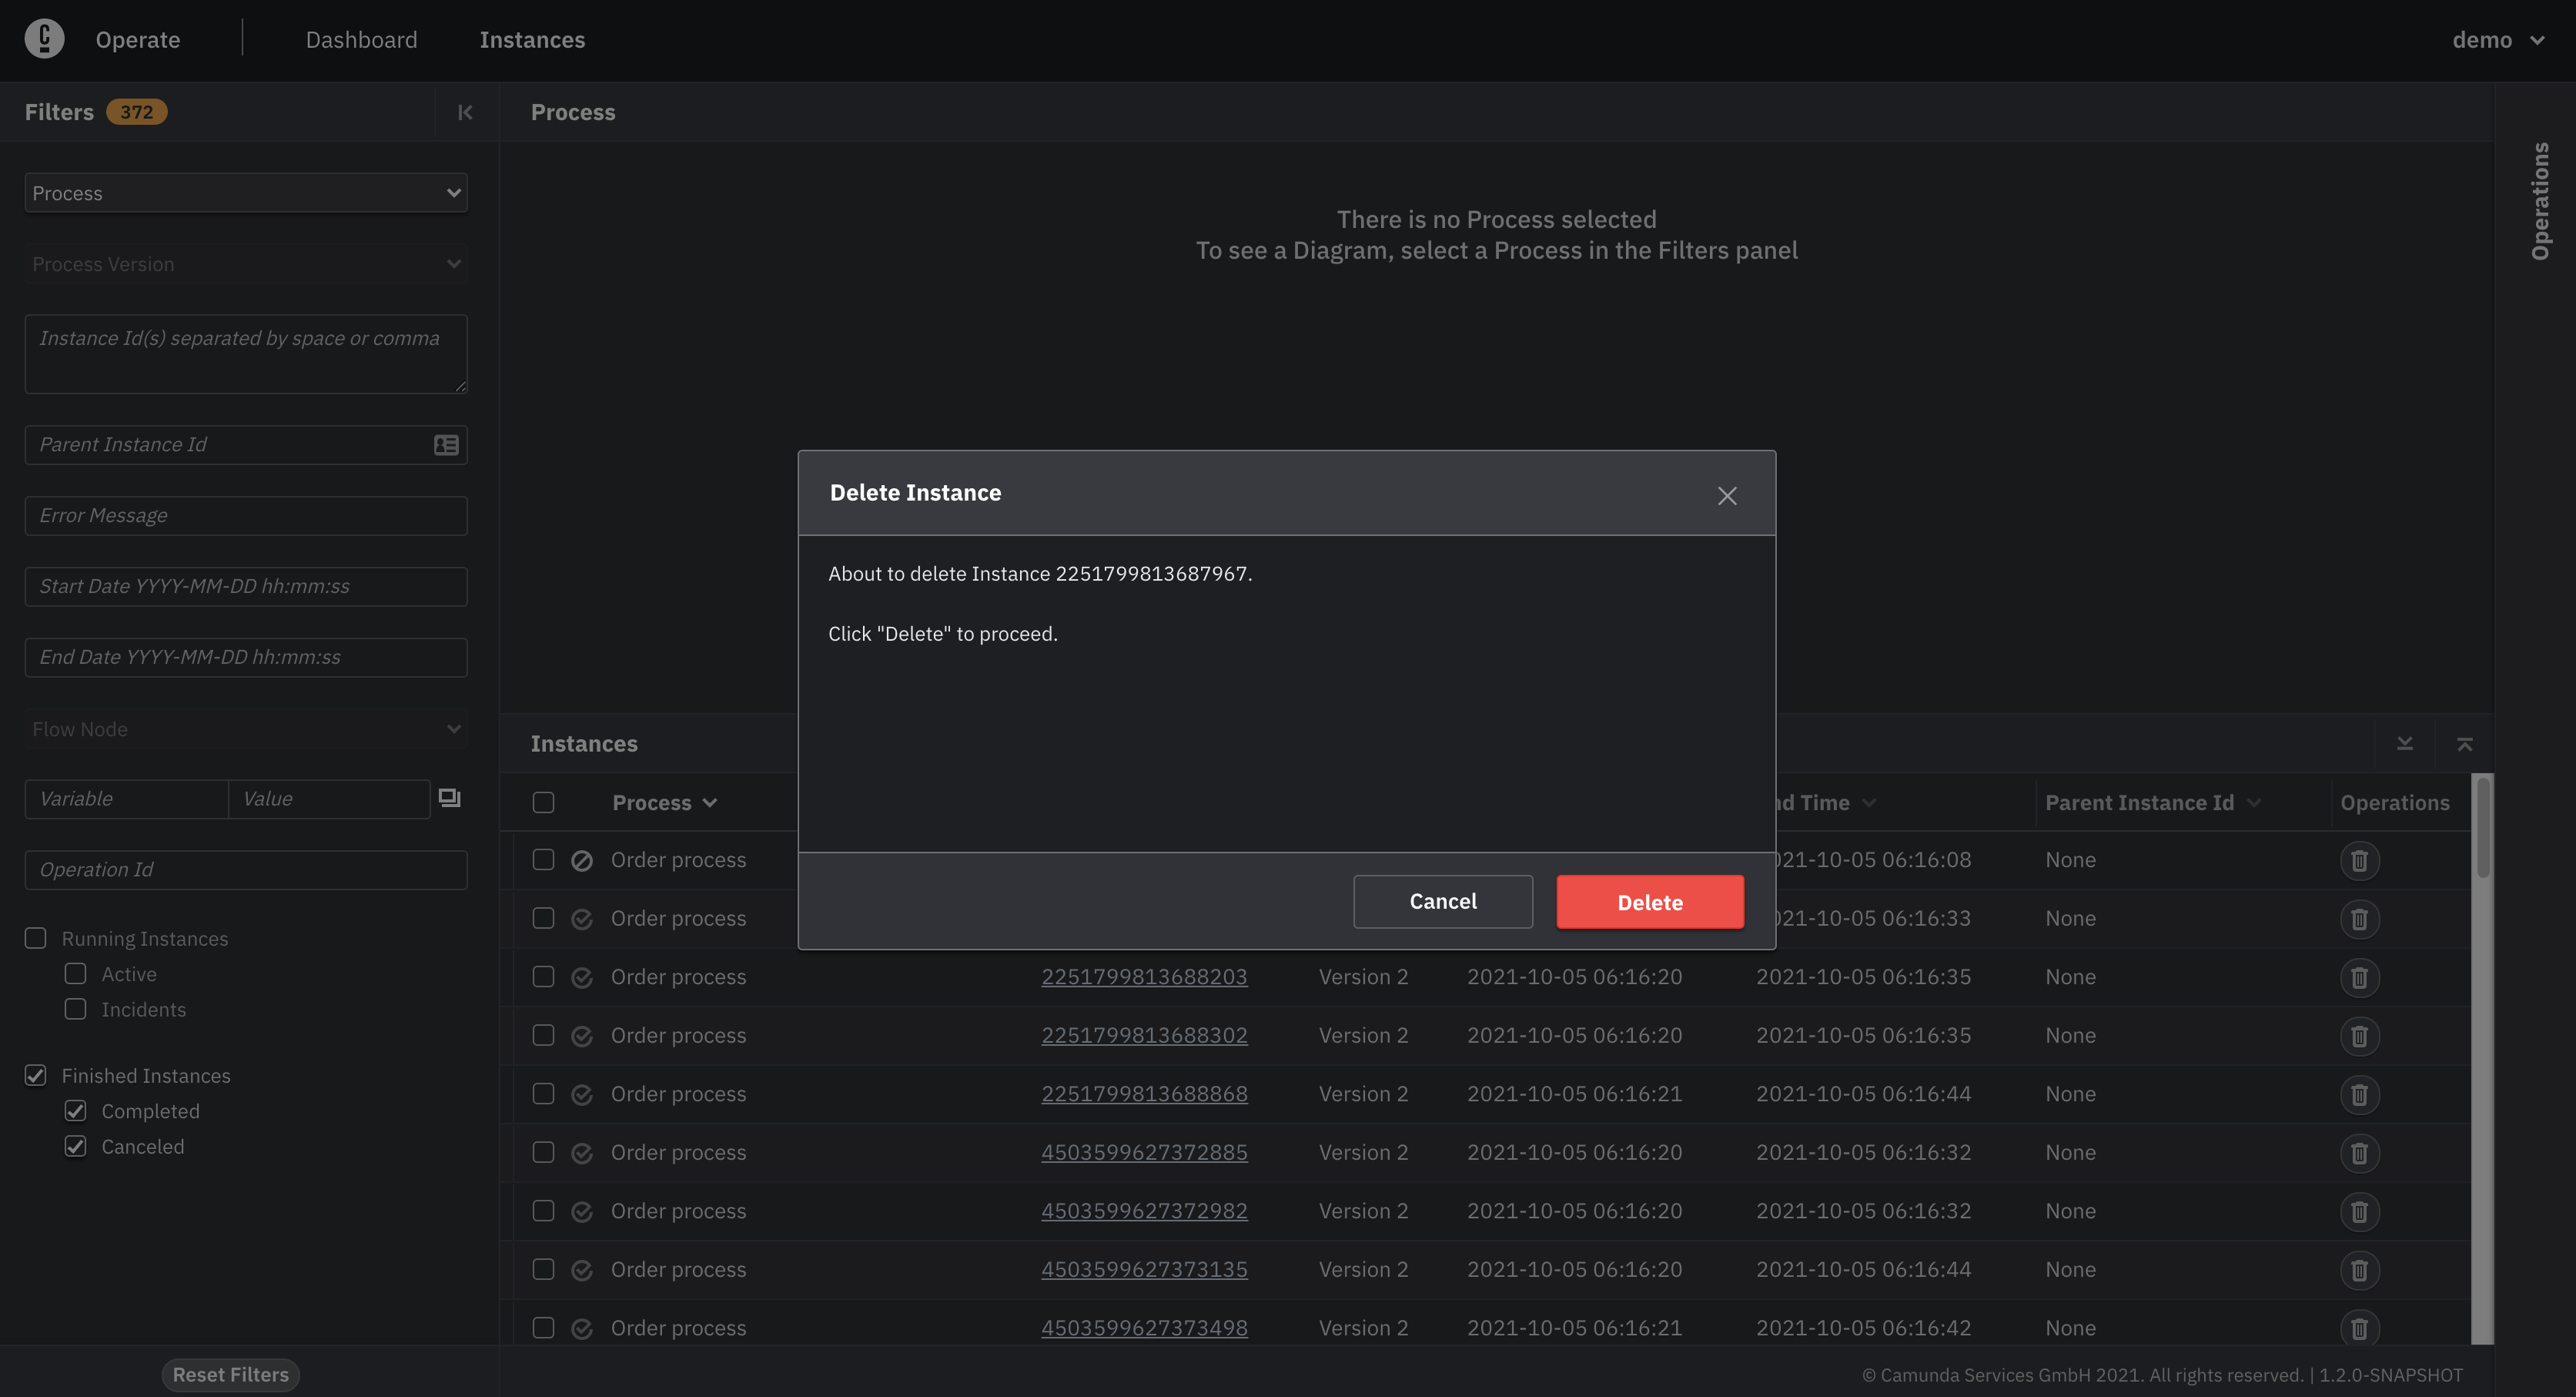 Operate
Dashboard
Instances
demo
Filters 372
Process
Process Version
Instance Id(s) separated by space or comma
Parent Instance Id
Error Message
Start Date YYYY-MM-DD hh:mm:ss
End Date YYYY-MM-DD hh:mm:ss
Flow Node
Variable Value
Operation Id
Running Instances
Active
Incidents
Finished Instances
Completed
Canceled
Reset Filters
Process
There is no Process selected
To see a Diagram, select a Process in the Filters panel
Operations
Delete Instance
About to delete Instance 2251799813687967.
Click "Delete" to proceed.
Cancel Delete
Instances
Process Time Parent Instance Id Operations
Order process 06:16:08 None
Order process 06:16:33 None
Order process 2251799813688203 Version 2 2021-10-05 06:16:20 2021-10-05 06:16:35 None
Order process 2251799813688302 Version 2 2021-10-05 06:16:20 2021-10-05 06:16:35 None
Order process 2251799813688868 Version 2 2021-10-05 06:16:21 2021-10-05 06:16:44 None
Order process 4503599627372885 Version 2 2021-10-05 06:16:20 2021-10-05 06:16:32 None
Order process 4503599627372982 Version 2 2021-10-05 06:16:20 2021-10-05 06:16:32 None
Order process 4503599627373135 Version 2 2021-10-05 06:16:20 2021-10-05 06:16:44 None
Order process 4503599627373498 Version 2 2021-10-05 06:16:21 2021-10-05 06:16:42 None
© Camunda Services GmbH 2021. All rights reserved. | 1.2.0-SNAPSHOT